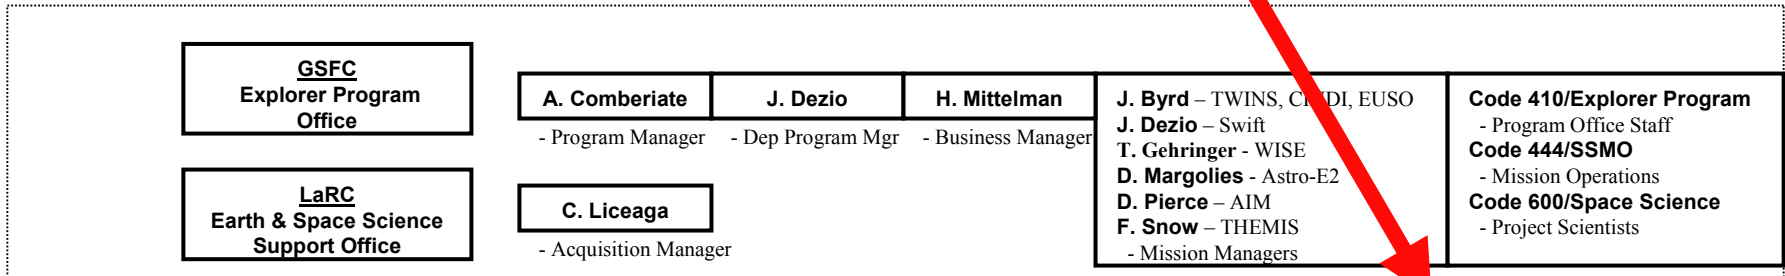 GSFC
Explorer Program
Office
A. Comberiate
- Program Manager
J. Dezio
- Dep Program Mgr
H. Mittelman
- Business Manager
J. Byrd – TWINS, EUSO
J. Dezio – Swift
T. Gehringer - WISE
D. Margolies - Astro-E2
D. Pierce – AIM
F. Snow – THEMIS
- Mission Managers
Code 410/Explorer Program
- Program Office Staff
Code 444/SSMO
- Mission Operations
Code 600/Space Science
- Project Scientists
LaRC
Earth & Space Science
Support Office
C. Liceaga
- Acquisition Manager